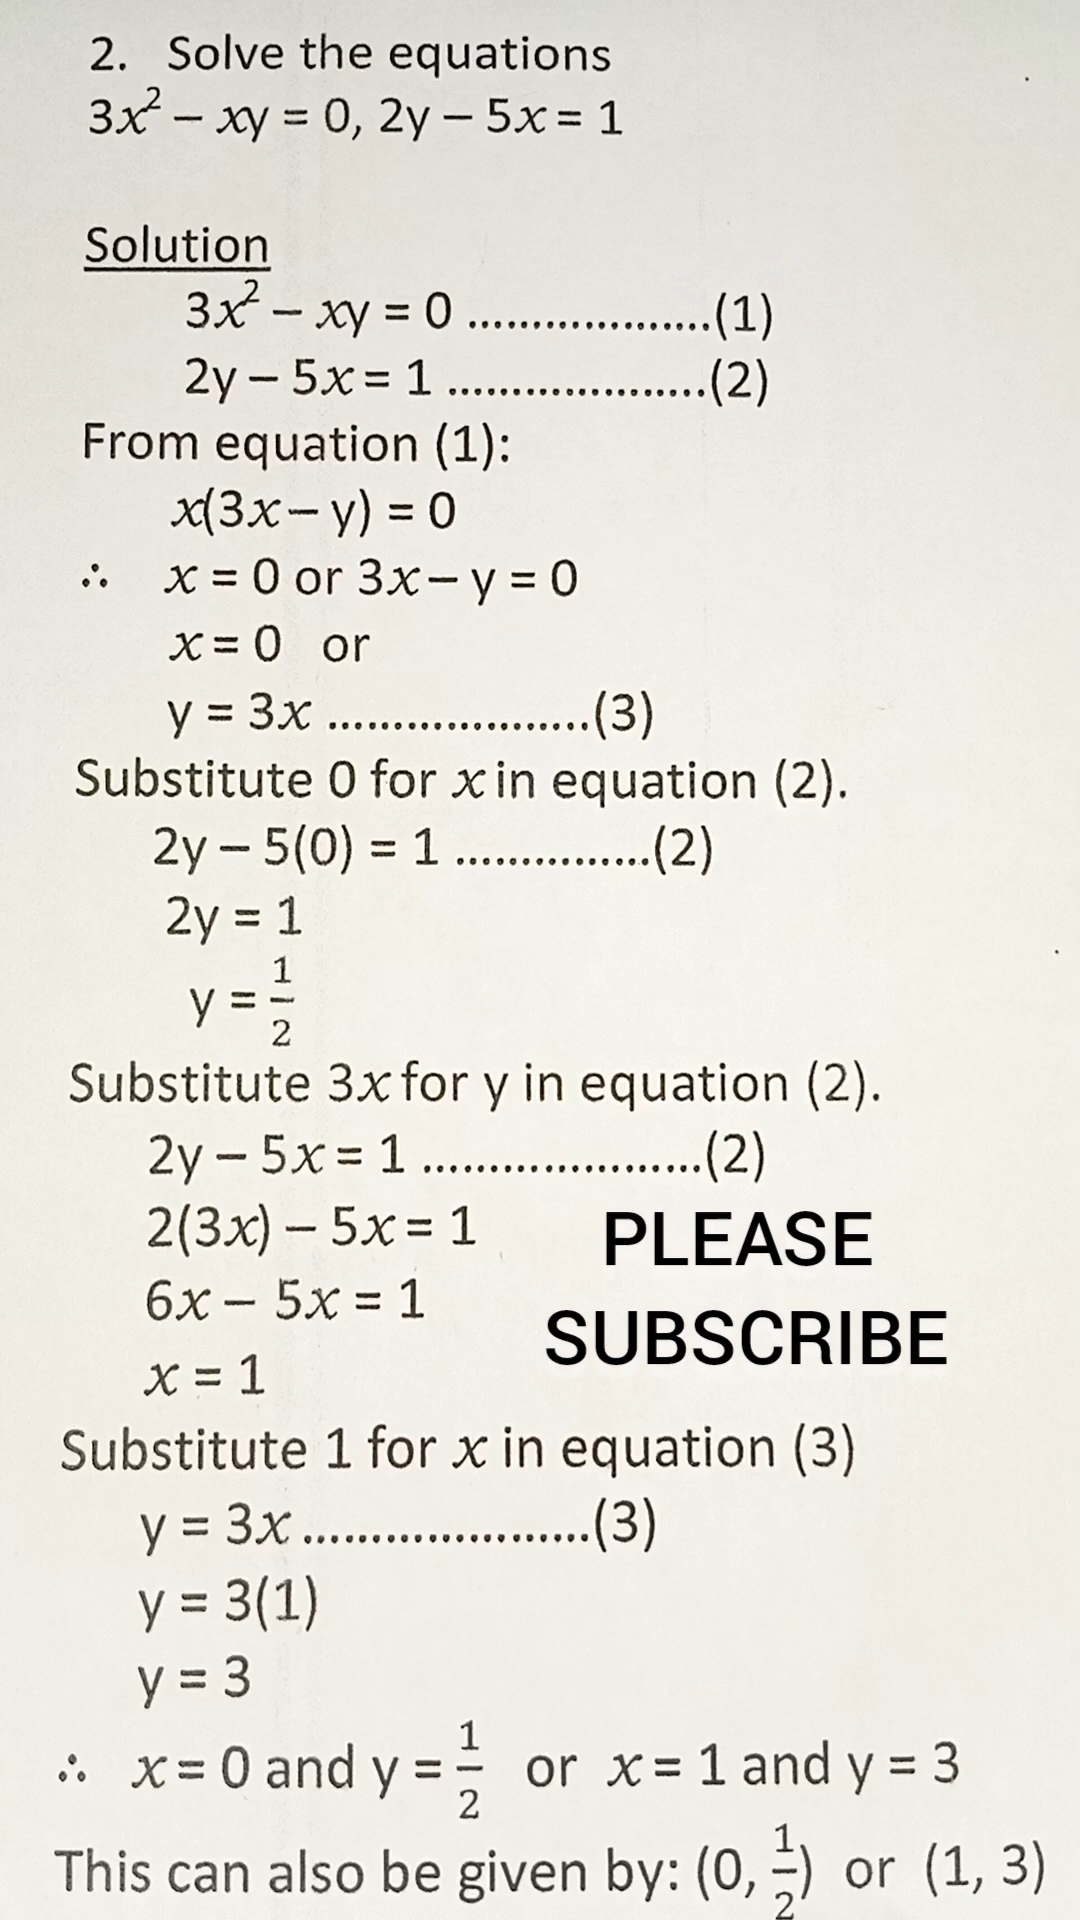 2. Solve the equations
3x² – xy = 0, 2y – 5x = 1
Solution
3x² – xy = 0 ...................(1)
2y – 5x = 1 ....................(2)
From equation (1):
x(3x – y) = 0
∴ x = 0 or 3x – y = 0
x = 0 or
y = 3x ....................(3)
Substitute 0 for x in equation (2).
2y – 5(0) = 1 ...............(2)
2y = 1
y = 1/2
Substitute 3x for y in equation (2).
2y – 5x = 1 .....................(2)
2(3x) – 5x = 1
6x – 5x = 1
x = 1
PLEASE
SUBSCRIBE
Substitute 1 for x in equation (3)
y = 3x .....................(3)
y = 3(1)
y = 3
∴ x = 0 and y = 1/2 or x = 1 and y = 3
This can also be given by: (0, 1/2) or (1, 3)